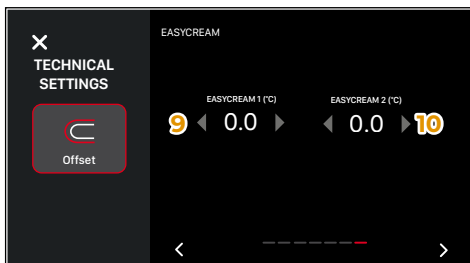 TECHNICAL
SETTINGS
Offset
EASYCREAM
EASYCREAM 1 (°C)
EASYCREAM 2 (°C)
9
0.0
0.0
10